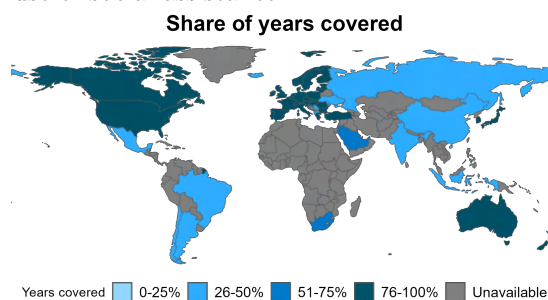 Share of years covered
Years covered 0-25% 26-50% 51-75% 76-100% Unavailable